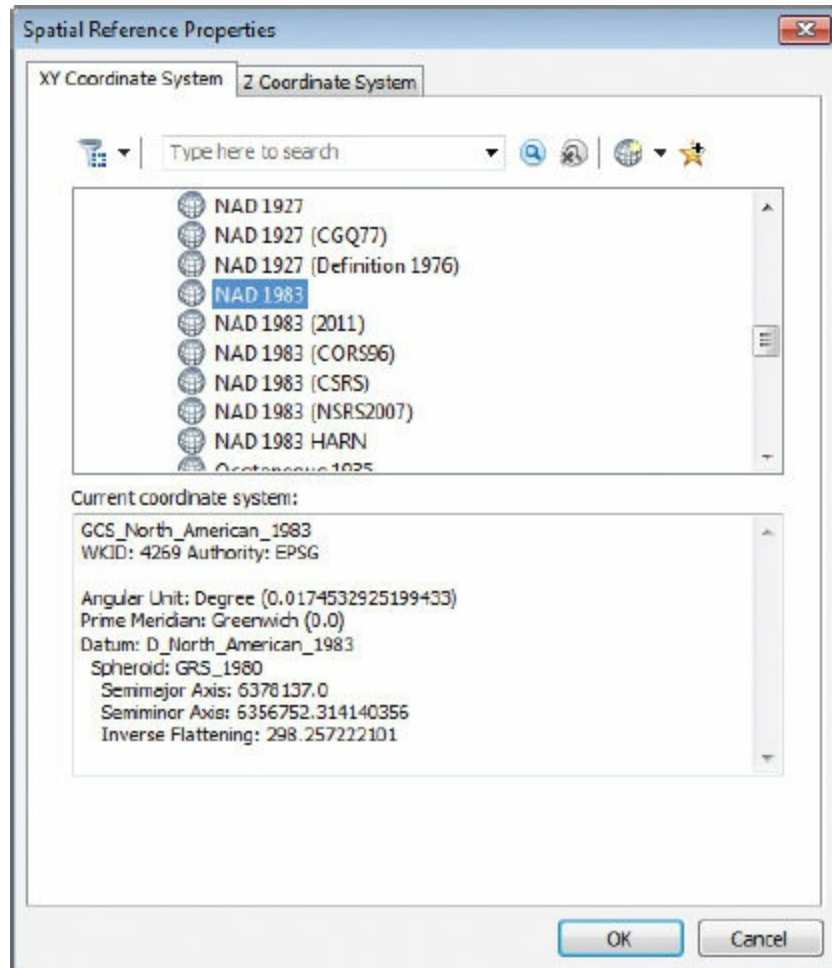 Spatial Reference Properties
XY Coordinate System
Z Coordinate System
Type here to search
NAD 1927
NAD 1927 (CGQ77)
NAD 1927 (Definition 1976)
NAD 1983
NAD 1983 (2011)
NAD 1983 (CORS96)
NAD 1983 (CSRS)
NAD 1983 (NSRS2007)
NAD 1983 HARN
1935
Current coordinate system:
GCS_North_American_1983
WKID: 4269 Authority: EPSG
Angular Unit: Degree (0.0174532925199433)
Prime Meridian: Greenwich (0.0)
Datum: D_North_American_1983
Spheroid: GRS_1980
Semimajor Axis: 6378137.0
Semiminor Axis: 6356752.314140356
Inverse Flattening: 298.257222101
OK
Cancel